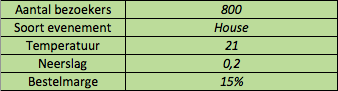 Aantal bezoekers 800
Soort evenement House
Temperatuur 21
Neerslag 0,2
Bestelmarge 15%